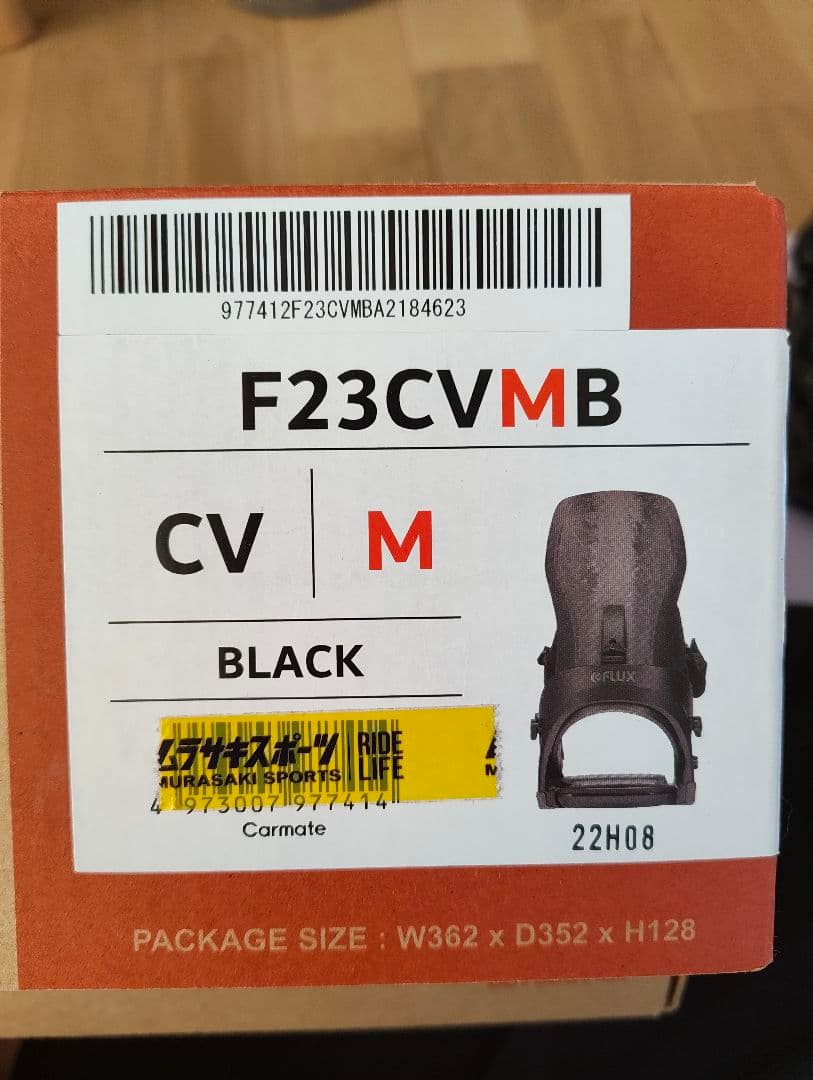 977412F23CVMBA2184623
F23CVMB
CV
M
BLACK
FLUX
ムラサキスポーツ
MURASAKI SPORTS
RIDE
LIFE
4 973007 977414
Carmate
22H08
PACKAGE SIZE : W362 x D352 x H128